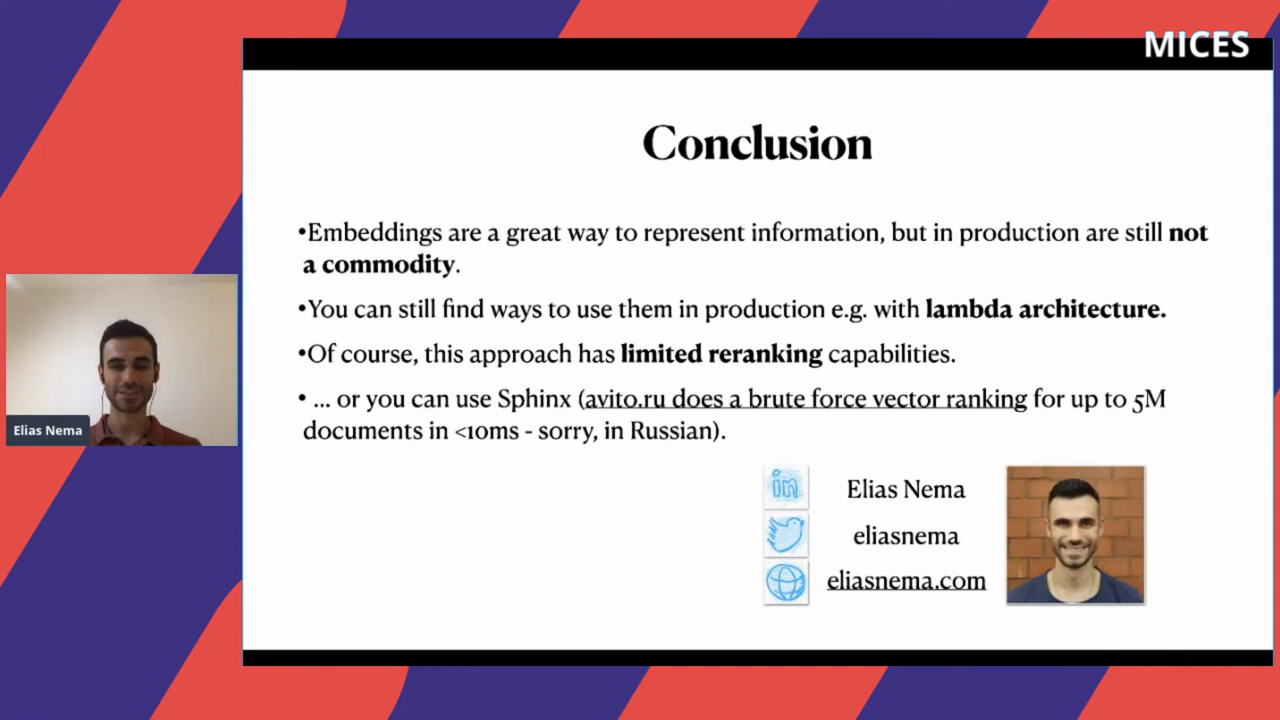 MICES
Conclusion
•Embeddings are a great way to represent information, but in production are still not
a commodity.
•You can still find ways to use them in production e.g. with lambda architecture.
•Of course, this approach has limited reranking capabilities.
• ... or you can use Sphinx (avito.ru does a brute force vector ranking for up to 5M
documents in <10ms - sorry, in Russian).
Elias Nema
in
Elias Nema
eliasnema
eliasnema.com